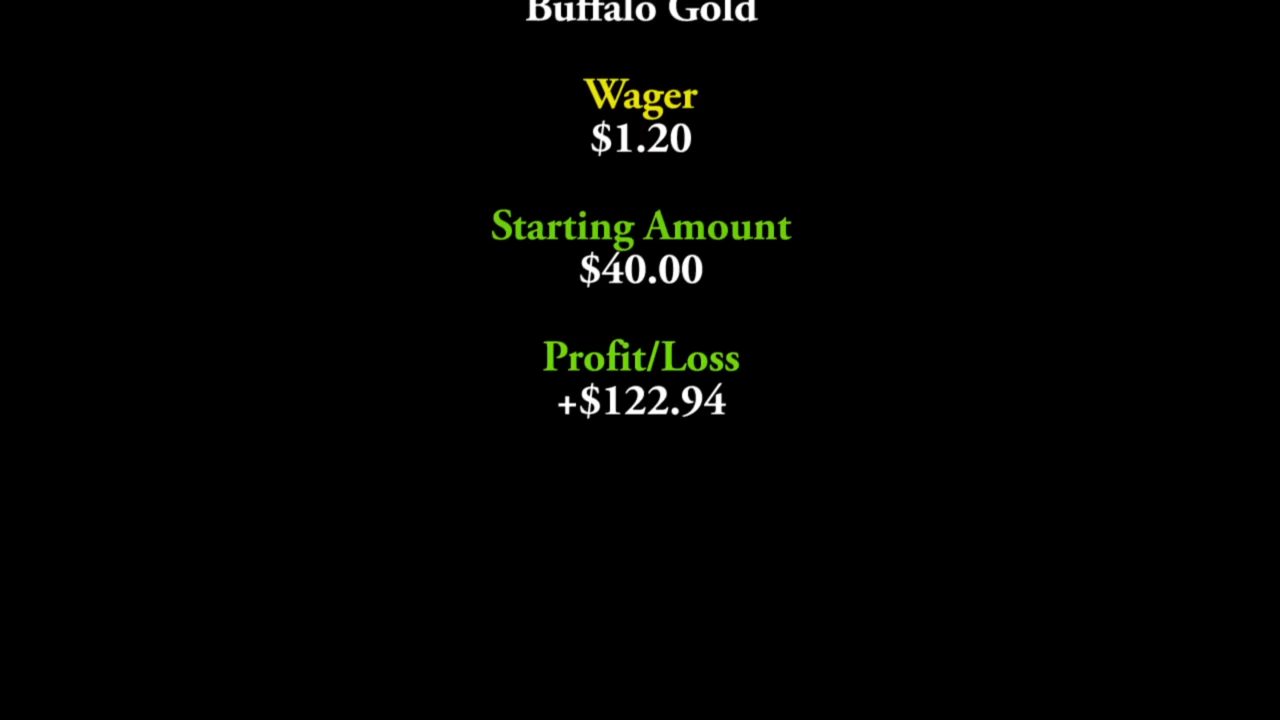 Buffalo Gold
Wager
$1.20
Starting Amount
$40.00
Profit/Loss
+$122.94